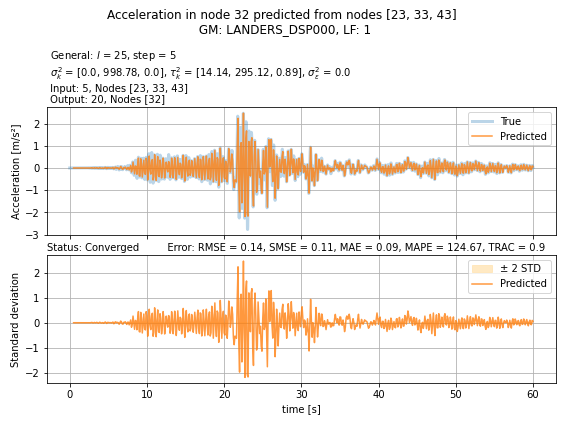 Acceleration in node 32 predicted from nodes [23, 33, 43]
GM: LANDERS_DSP000, LF: 1
General: l = 25, step = 5
σ²ₖ = [0.0, 998.78, 0.0], τ²ₖ = [14.14, 295.12, 0.89], σ²ε = 0.0
Input: 5, Nodes [23, 33, 43]
Output: 20, Nodes [32]
Acceleration [m/s²]
2
1
0
−1
−2
−3
True
Predicted
Status: Converged Error: RMSE = 0.14, SMSE = 0.11, MAE = 0.09, MAPE = 124.67, TRAC = 0.9
Standard deviation
2
1
0
−1
−2
± 2 STD
Predicted
0 10 20 30 40 50 60
time [s]